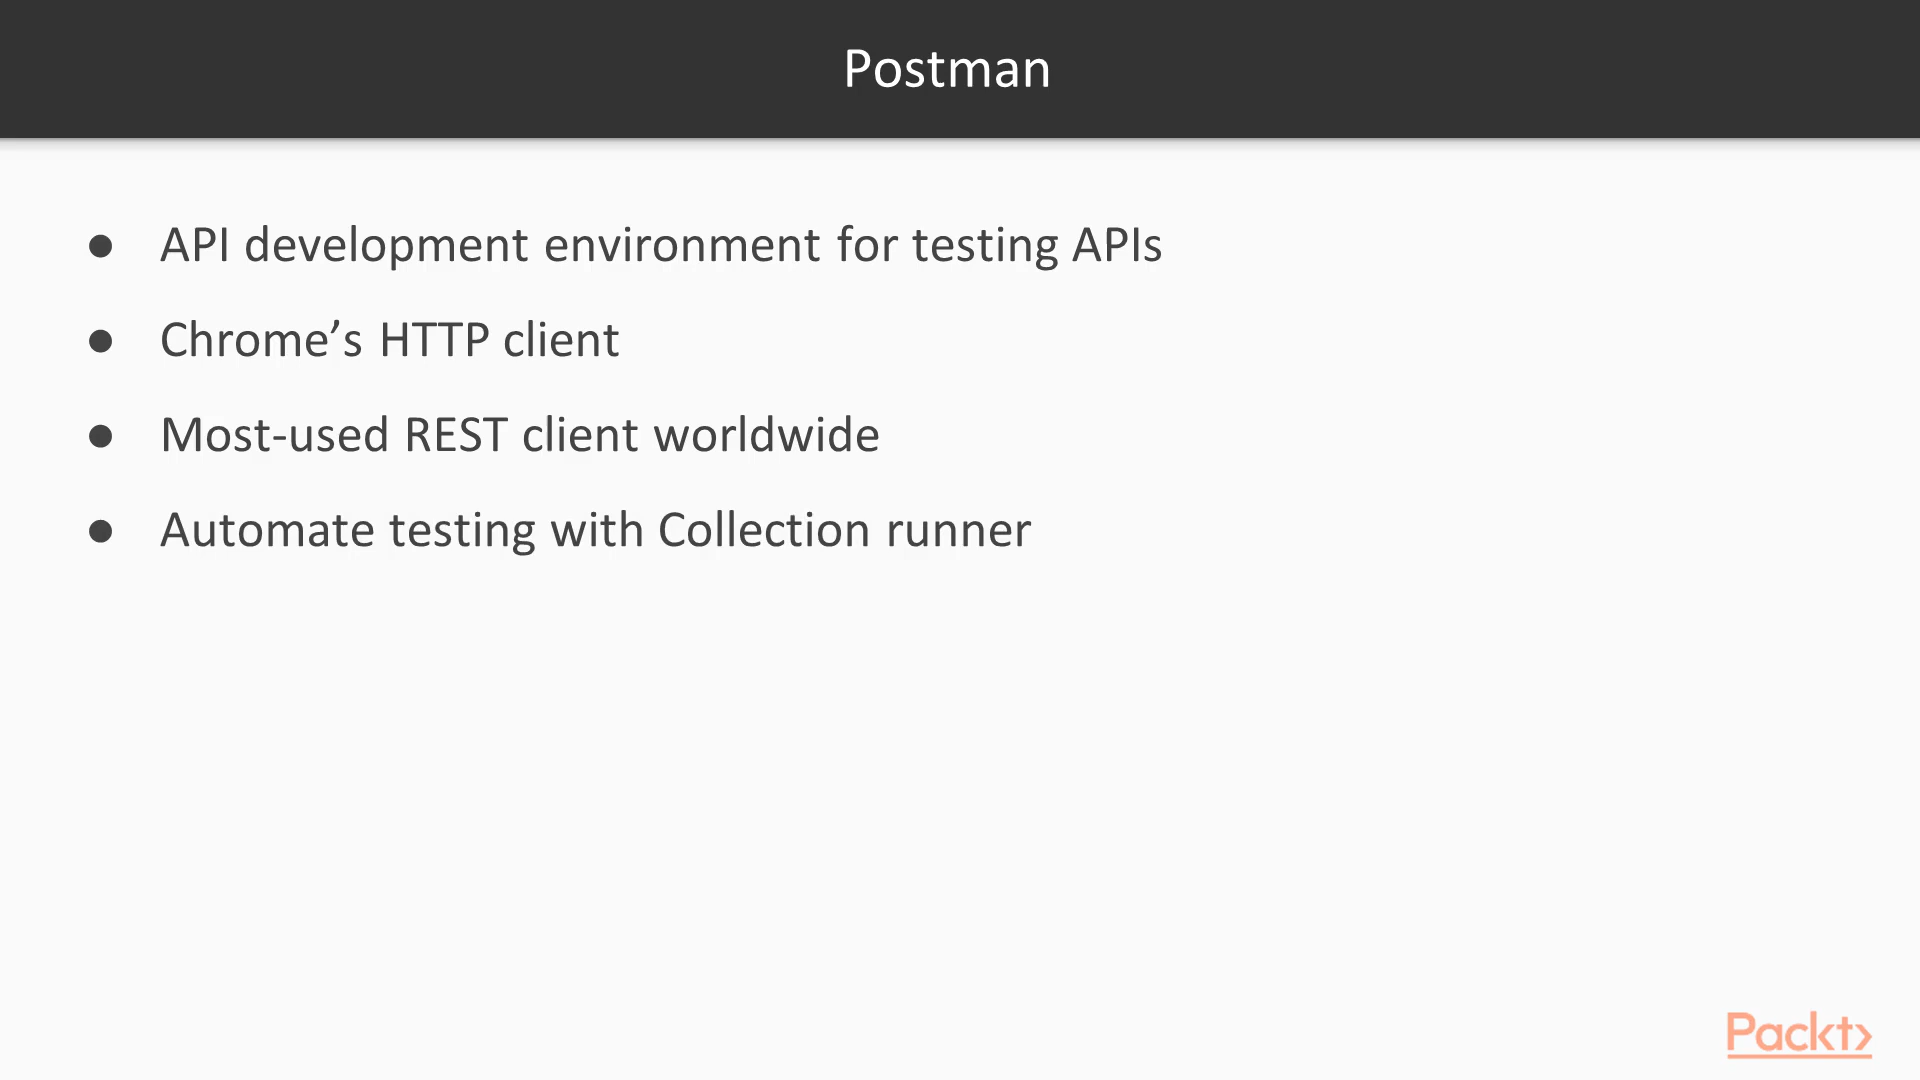 Postman
● API development environment for testing APIs
● Chrome’s HTTP client
● Most-used REST client worldwide
● Automate testing with Collection runner
Packt>